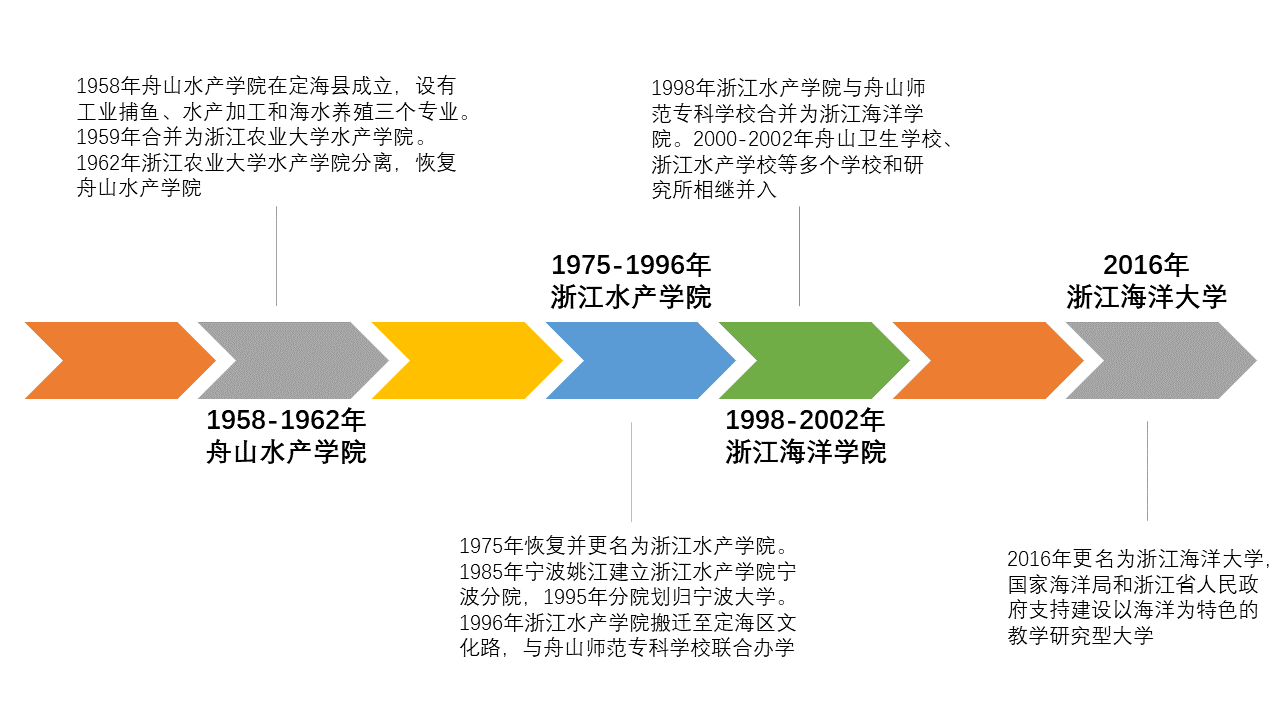 1958年舟山水产学院在定海县成立，设有
工业捕鱼、水产加工和海水养殖三个专业。
1959年合并为浙江农业大学水产学院。
1962年浙江农业大学水产学院分离，恢复
舟山水产学院
1958-1962年
舟山水产学院
1975-1996年
浙江水产学院
1975年恢复并更名为浙江水产学院。
1985年宁波姚江建立浙江水产学院宁
波分院，1995年分院划归宁波大学。
1996年浙江水产学院搬迁至定海区文
化路，与舟山师范专科学校联合办学
1998年浙江水产学院与舟山师
范专科学校合并为浙江海洋学
院。2000-2002年舟山卫生学校、
浙江水产学校等多个学校和研
究所相继并入
1998-2002年
浙江海洋学院
2016年
浙江海洋大学
2016年更名为浙江海洋大学，
国家海洋局和浙江省人民政
府支持建设以海洋为特色的
教学研究型大学